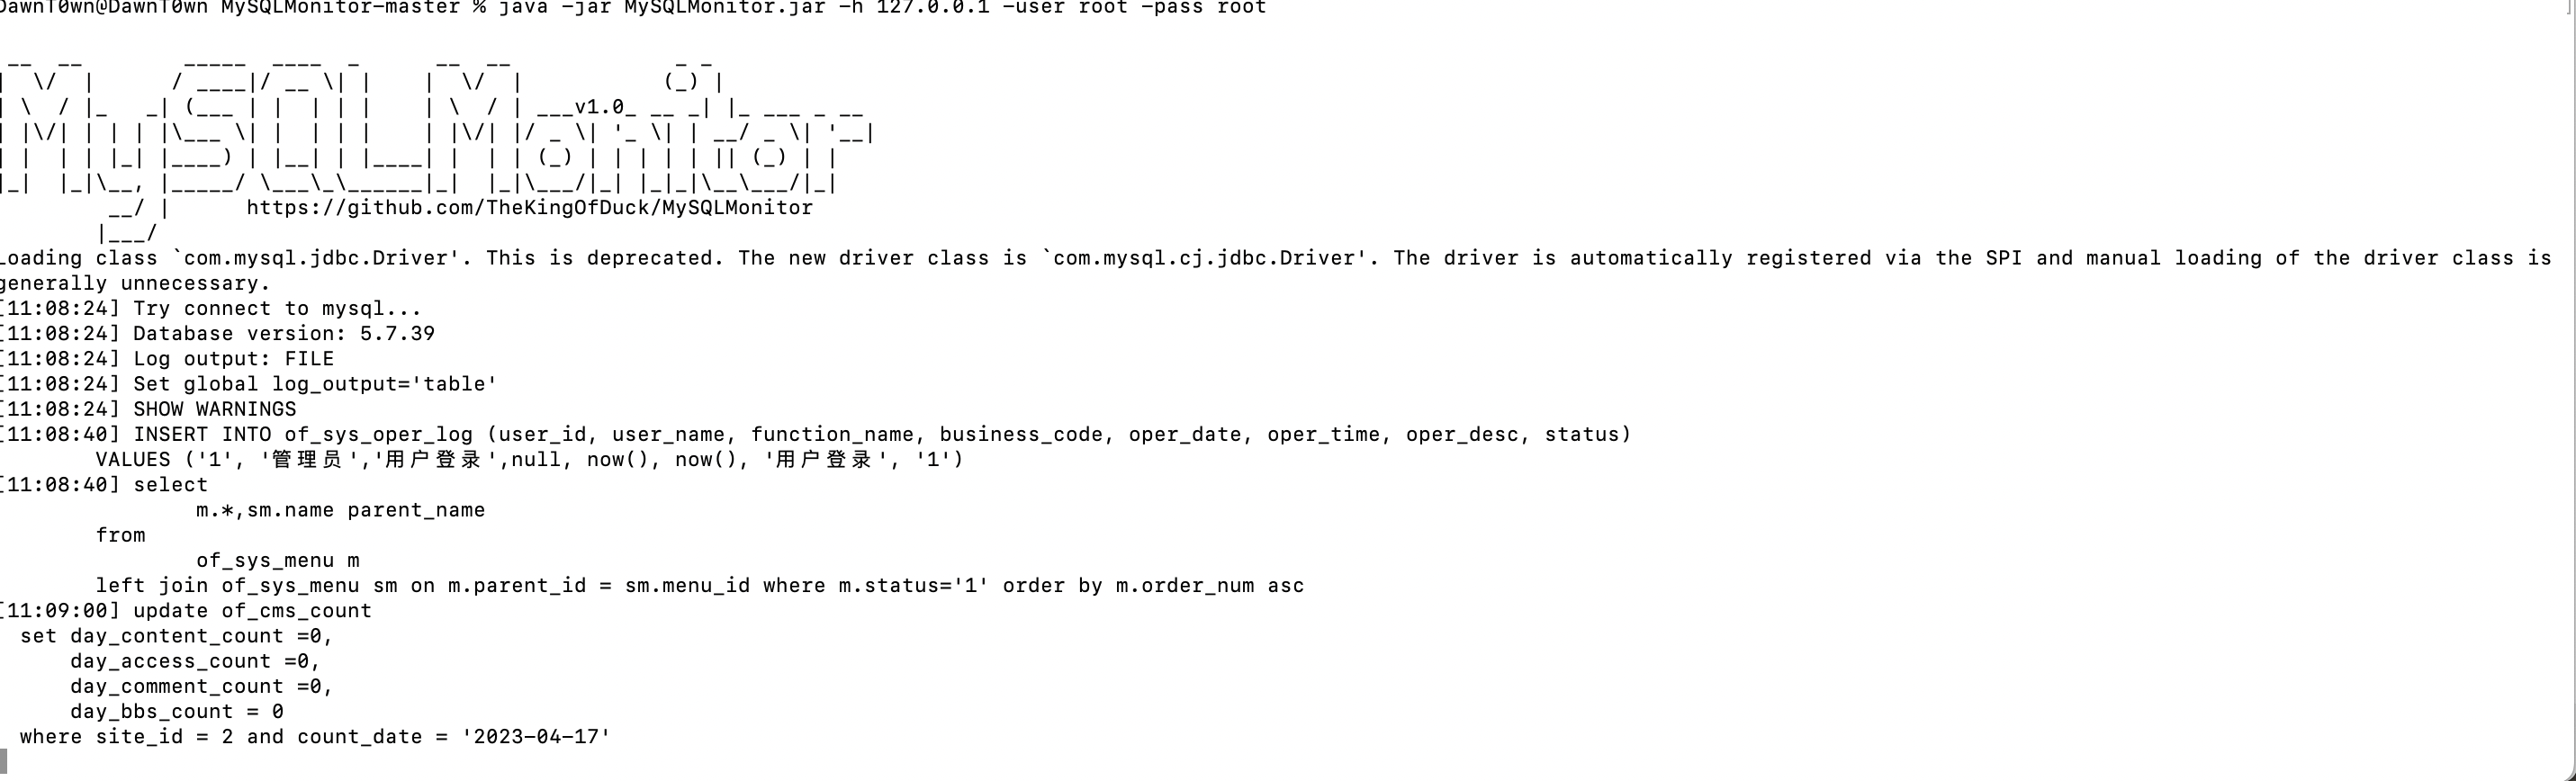 DawnT0wn@DawnT0wn MySQLMonitor-master % java -jar MySQLMonitor.jar -h 127.0.0.1 -user root -pass root
MySQLMonitor
v1.0
https://github.com/TheKingOfDuck/MySQLMonitor
Loading class `com.mysql.jdbc.Driver'. This is deprecated. The new driver class is `com.mysql.cj.jdbc.Driver'. The driver is automatically registered via the SPI and manual loading of the driver class is
generally unnecessary.
[11:08:24] Try connect to mysql...
[11:08:24] Database version: 5.7.39
[11:08:24] Log output: FILE
[11:08:24] Set global log_output='table'
[11:08:24] SHOW WARNINGS
[11:08:40] INSERT INTO of_sys_oper_log (user_id, user_name, function_name, business_code, oper_date, oper_time, oper_desc, status)
VALUES ('1', '管理员','用户登录',null, now(), now(), '用户登录', '1')
[11:08:40] select
m.*,sm.name parent_name
from
of_sys_menu m
left join of_sys_menu sm on m.parent_id = sm.menu_id where m.status='1' order by m.order_num asc
[11:09:00] update of_cms_count
set day_content_count =0,
day_access_count =0,
day_comment_count =0,
day_bbs_count = 0
where site_id = 2 and count_date = '2023-04-17'